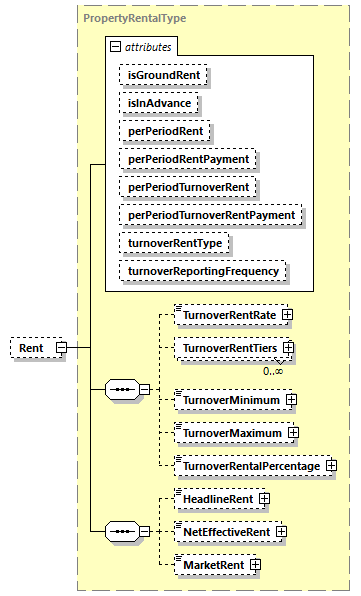 PropertyRentalType
attributes
isGroundRent
isInAdvance
perPeriodRent
perPeriodRentPayment
perPeriodTurnoverRent
perPeriodTurnoverRentPayment
turnoverRentType
turnoverReportingFrequency
Rent
TurnoverRentRate
TurnoverRentTiers
0..∞
TurnoverMinimum
TurnoverMaximum
TurnoverRentalPercentage
HeadlineRent
NetEffectiveRent
MarketRent